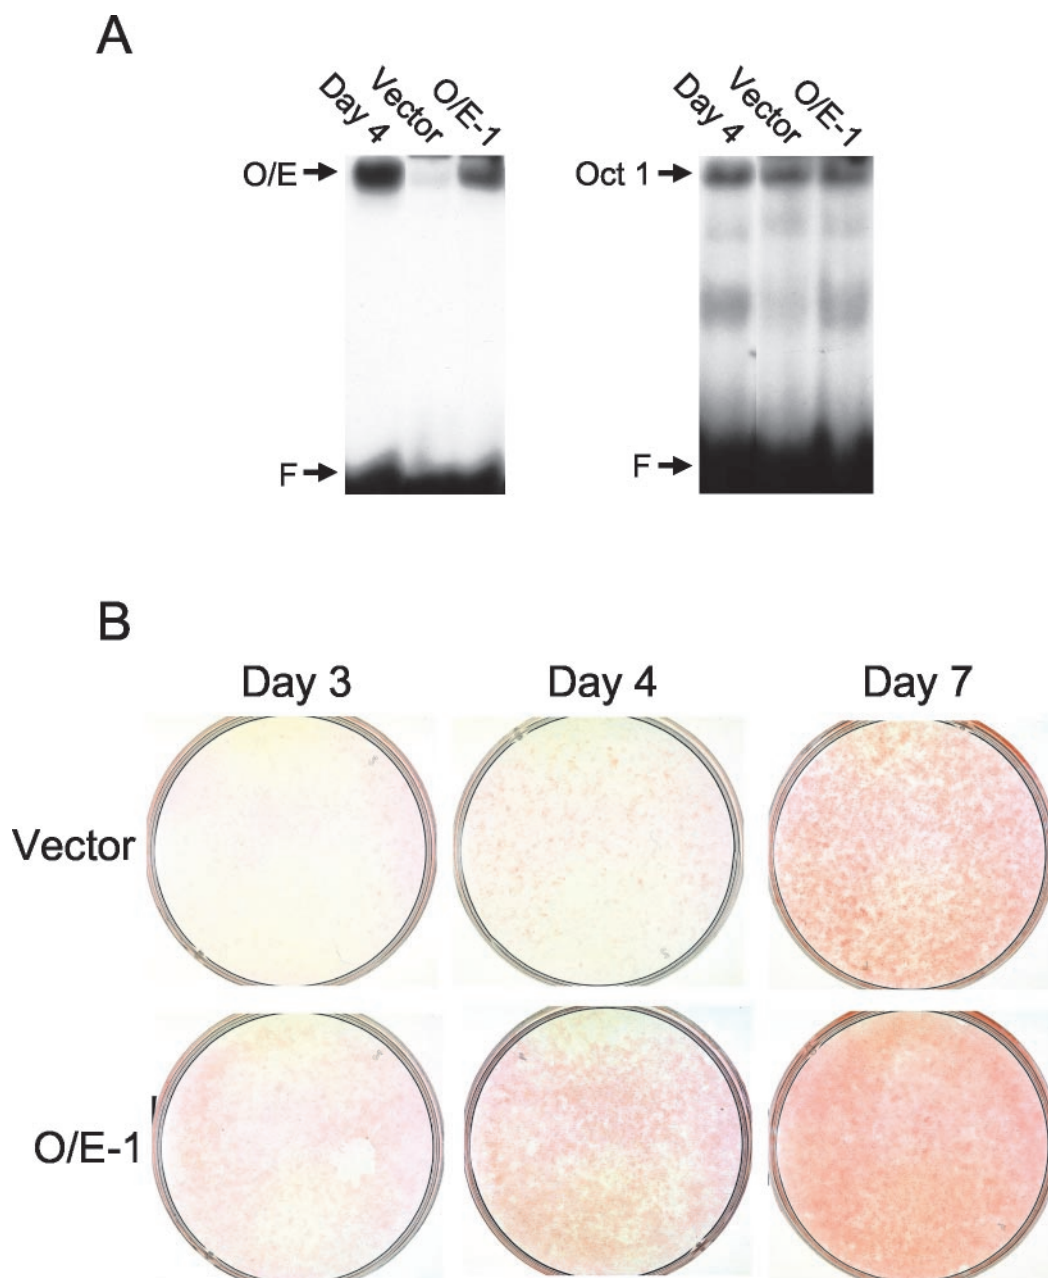 A
Day 4 Vector O/E-1
Day 4 Vector O/E-1
O/E
Oct 1
F
F
B
Day 3 Day 4 Day 7
Vector
O/E-1